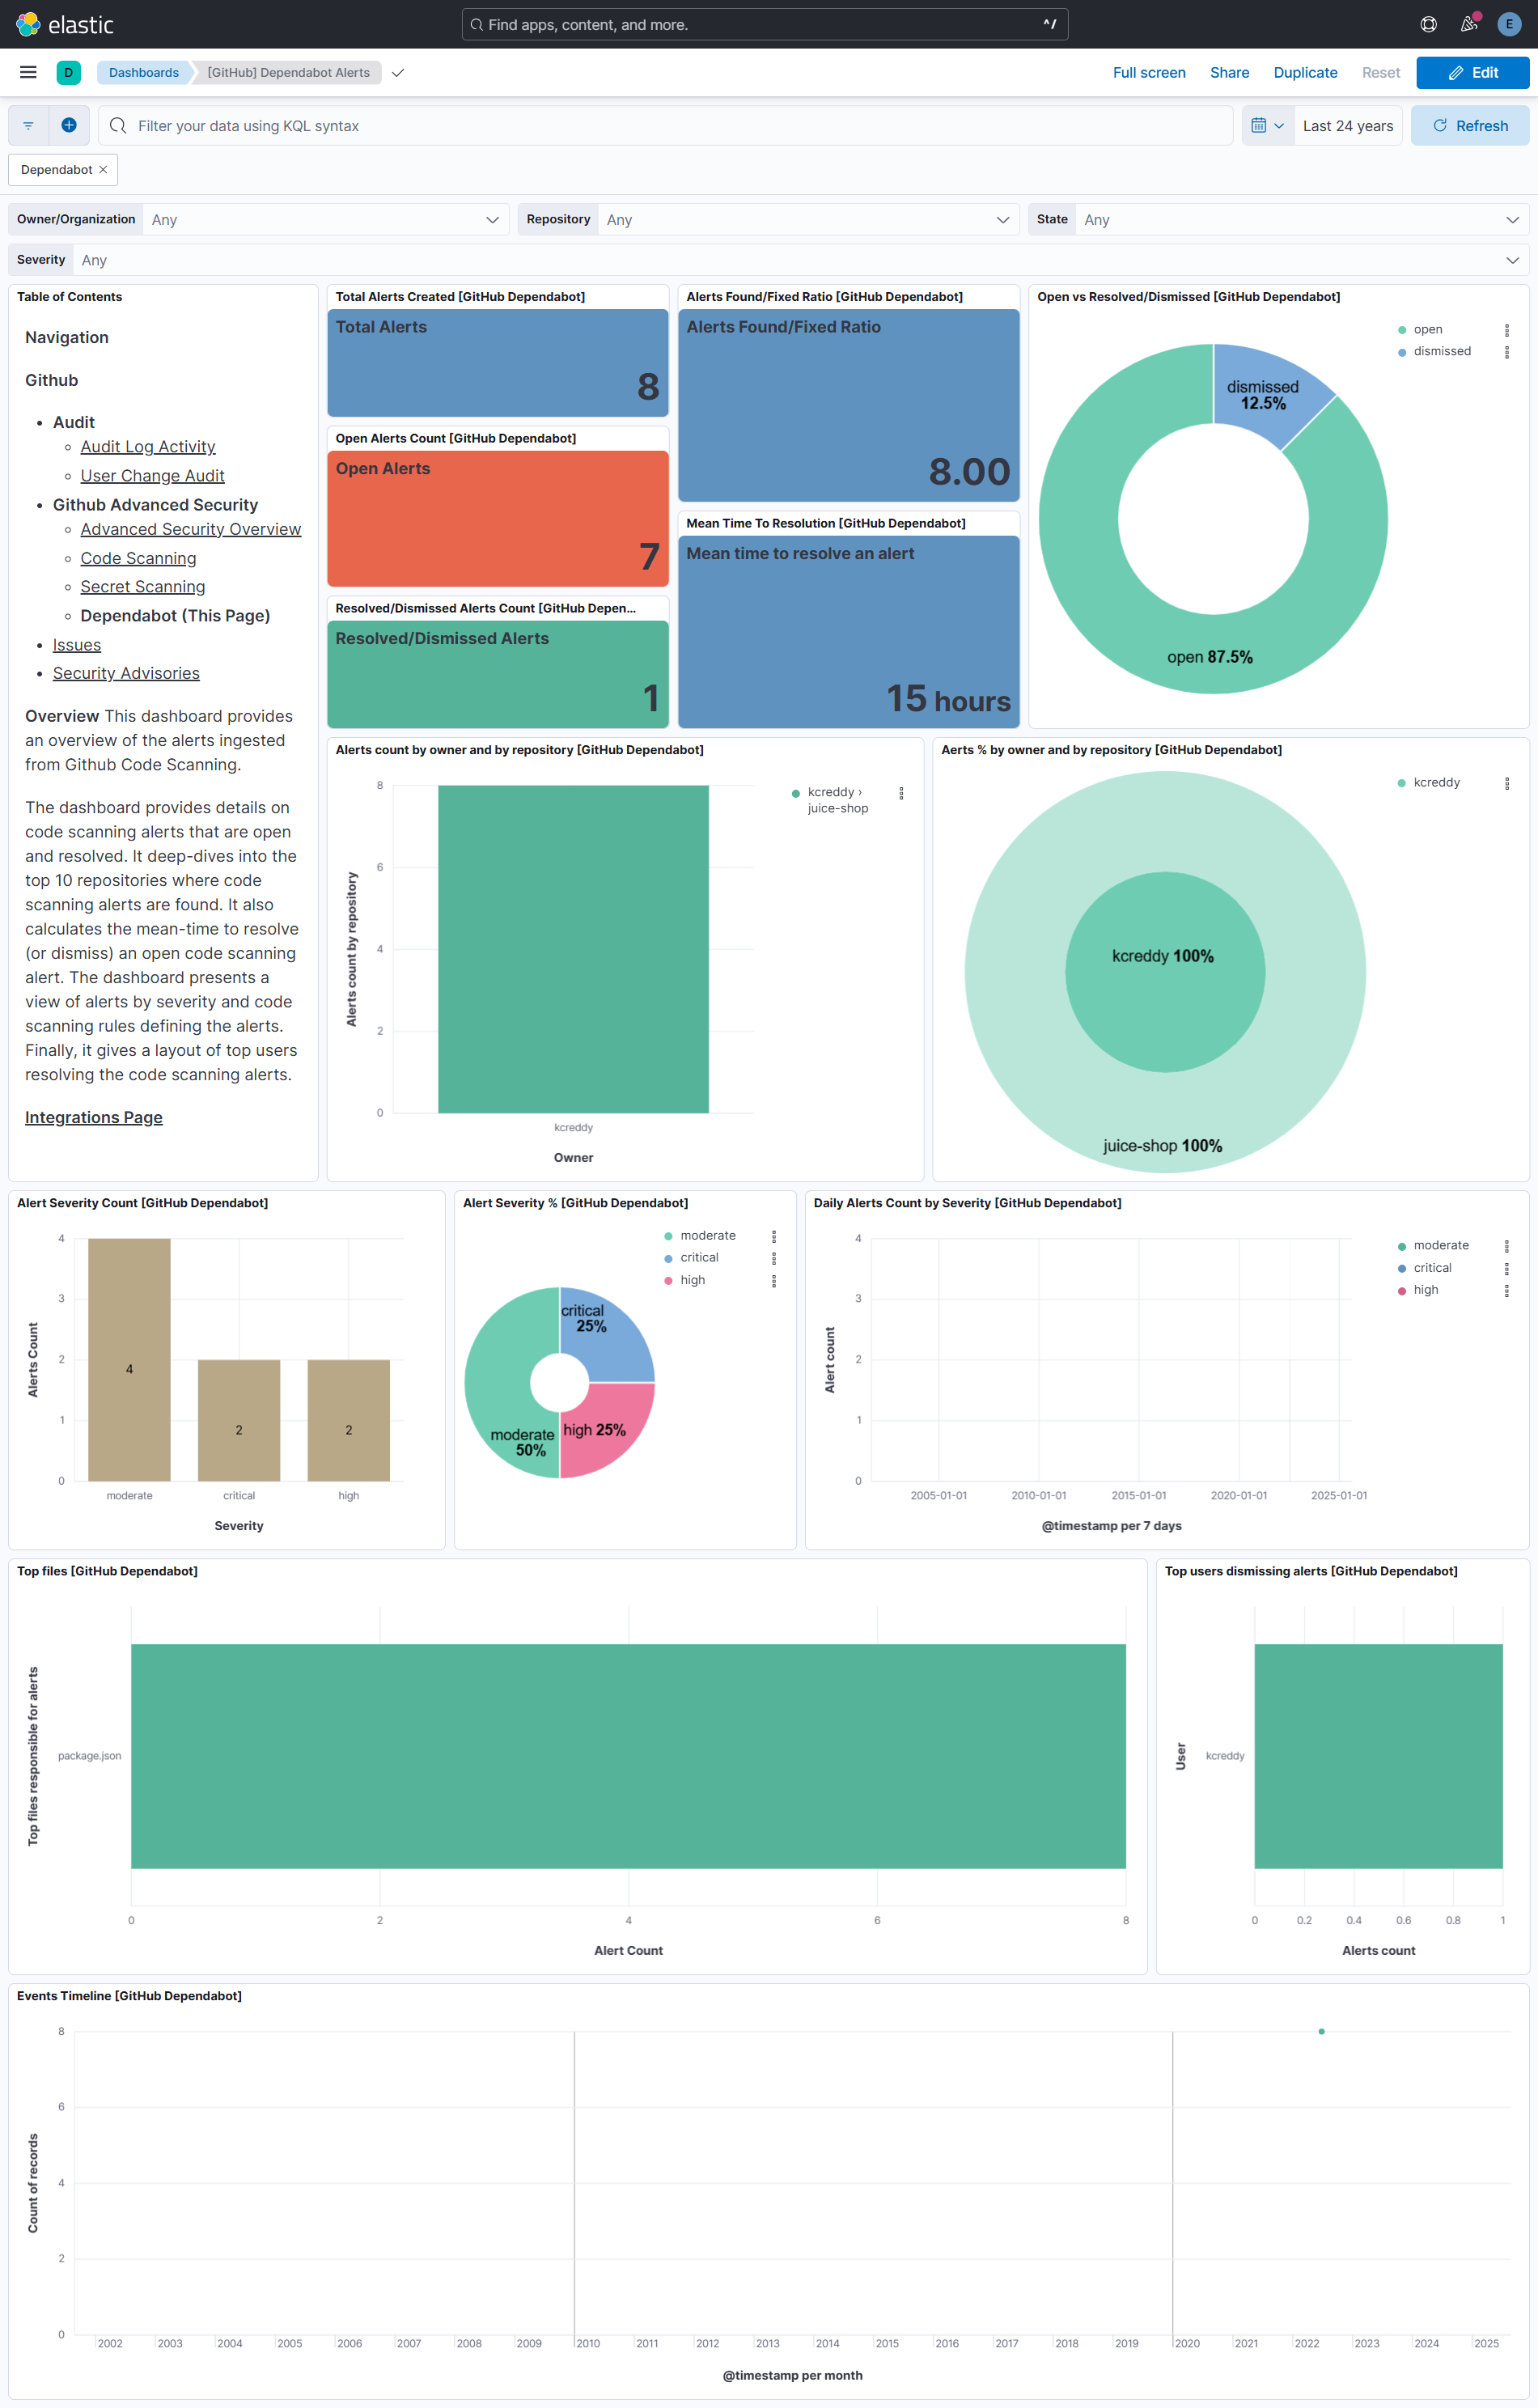 elastic
Find apps, content, and more.
^/
E
D
Dashboards
[GitHub] Dependabot Alerts
Full screen
Share
Duplicate
Reset
Edit
Filter your data using KQL syntax
Last 24 years
Refresh
Dependabot
Owner/Organization
Any
Repository
Any
State
Any
Severity
Any
Table of Contents
Navigation
Github
Audit
Audit Log Activity
User Change Audit
Github Advanced Security
Advanced Security Overview
Code Scanning
Secret Scanning
Dependabot (This Page)
Issues
Security Advisories
Overview This dashboard provides
an overview of the alerts ingested
from Github Code Scanning.
The dashboard provides details on
code scanning alerts that are open
and resolved. It deep-dives into the
top 10 repositories where code
scanning alerts are found. It also
calculates the mean-time to resolve
(or dismiss) an open code scanning
alert. The dashboard presents a
view of alerts by severity and code
scanning rules defining the alerts.
Finally, it gives a layout of top users
resolving the code scanning alerts.
Integrations Page
Total Alerts Created [GitHub Dependabot]
Total Alerts
8
Open Alerts Count [GitHub Dependabot]
Open Alerts
7
Resolved/Dismissed Alerts Count [GitHub Depen...
Resolved/Dismissed Alerts
1
Alerts Found/Fixed Ratio [GitHub Dependabot]
Alerts Found/Fixed Ratio
8.00
Mean Time To Resolution [GitHub Dependabot]
Mean time to resolve an alert
15 hours
Open vs Resolved/Dismissed [GitHub Dependabot]
open
dismissed
dismissed
12.5%
open 87.5%
Alerts count by owner and by repository [GitHub Dependabot]
8
6
4
2
0
Alerts count by repository
kcreddy
Owner
kcreddy ›
juice-shop
Aerts % by owner and by repository [GitHub Dependabot]
kcreddy
kcreddy 100%
juice-shop 100%
Alert Severity Count [GitHub Dependabot]
4
3
2
1
0
Alerts Count
4
2
2
moderate
critical
high
Severity
Alert Severity % [GitHub Dependabot]
moderate
critical
high
critical
25%
moderate
50%
high 25%
Daily Alerts Count by Severity [GitHub Dependabot]
4
3
2
1
0
Alert count
2005-01-01
2010-01-01
2015-01-01
2020-01-01
2025-01-01
@timestamp per 7 days
moderate
critical
high
Top files [GitHub Dependabot]
Top files responsible for alerts
package.json
0
2
4
6
8
Alert Count
Top users dismissing alerts [GitHub Dependabot]
User
kcreddy
0
0.2
0.4
0.6
0.8
1
Alerts count
Events Timeline [GitHub Dependabot]
8
6
4
2
0
Count of records
2002
2003
2004
2005
2006
2007
2008
2009
2010
2011
2012
2013
2014
2015
2016
2017
2018
2019
2020
2021
2022
2023
2024
2025
@timestamp per month